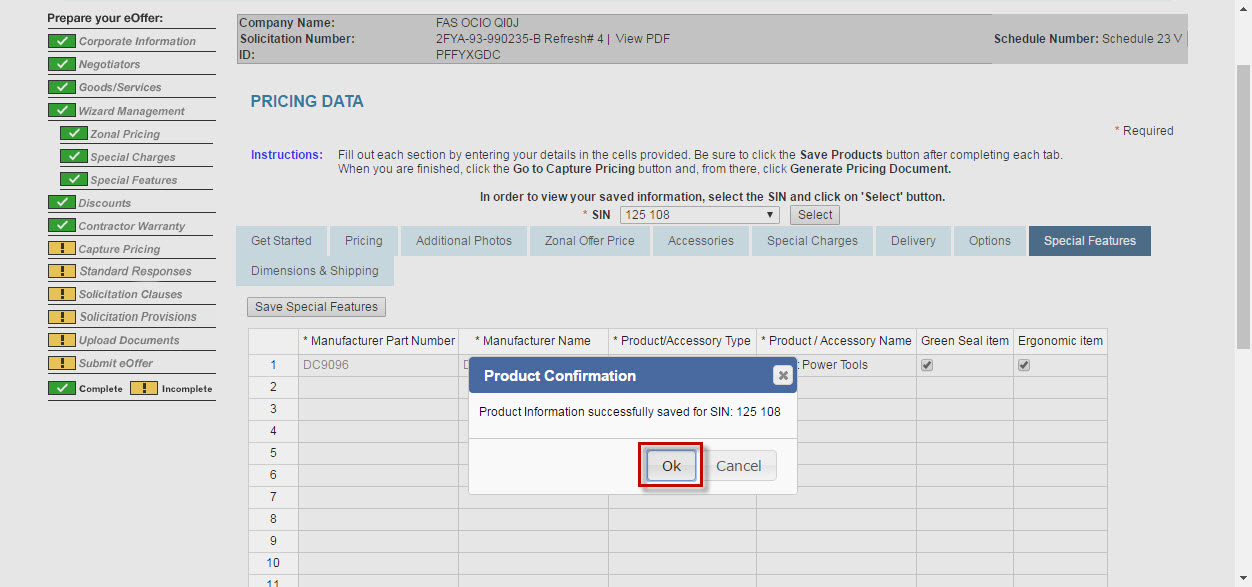 Prepare your eOffer:
Corporate Information
Negotiators
Goods/Services
Wizard Management
Zonal Pricing
Special Charges
Special Features
Discounts
Contractor Warranty
Capture Pricing
Standard Responses
Solicitation Clauses
Solicitation Provisions
Upload Documents
Submit eOffer
Complete ! Incomplete
Company Name: FAS OCIO QI0J
Solicitation Number: 2FYA-93-990235-B Refresh# 4 | View PDF
Schedule Number: Schedule 23 V
ID: PFFYXGDC
PRICING DATA
* Required
Instructions: Fill out each section by entering your details in the cells provided. Be sure to click the Save Products button after completing each tab.
When you are finished, click the Go to Capture Pricing button and, from there, click Generate Pricing Document.
In order to view your saved information, select the SIN and click on 'Select' button.
* SIN 125 108 Select
Get Started Pricing Additional Photos Zonal Offer Price Accessories Special Charges Delivery Options Special Features
Dimensions & Shipping
Save Special Features
* Manufacturer Part Number * Manufacturer Name * Product/Accessory Type * Product / Accessory Name Green Seal item Ergonomic item
1 DC9096 Power Tools
2
3
4
5
6
7
8
9
10
11
Product Confirmation
Product Information successfully saved for SIN: 125 108
Ok Cancel